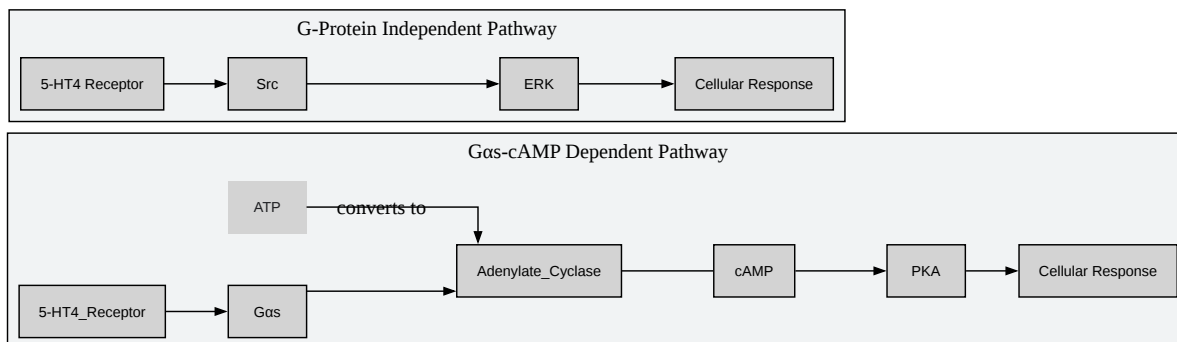 G-Protein Independent Pathway
5-HT4 Receptor
Src
ERK
Cellular Response
Gαs-cAMP Dependent Pathway
ATP
converts to
Adenylate_Cyclase
cAMP
PKA
Cellular Response
5-HT4_Receptor
Gαs